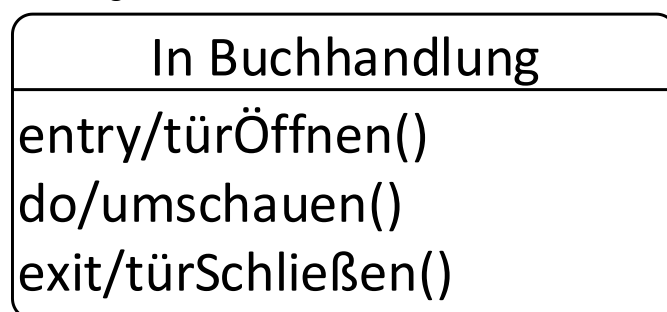 In Buchhandlung
entry/türÖffnen()
do/umschauen()
exit/türSchließen()